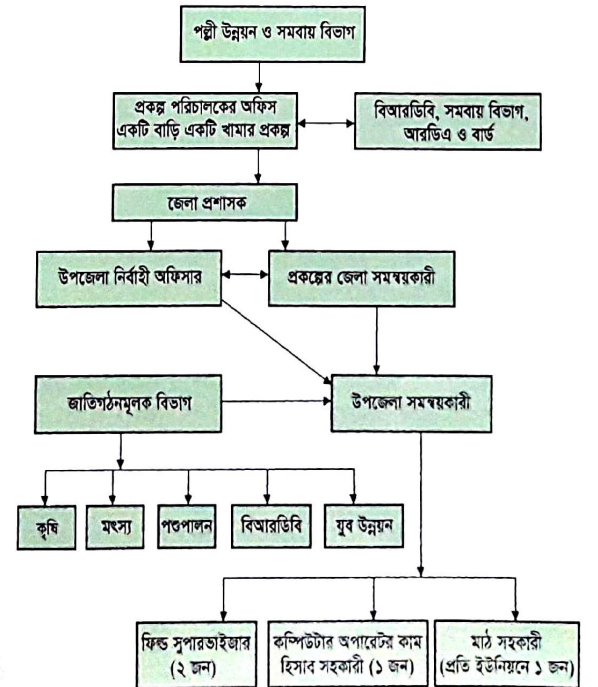 পল্লী উন্নয়ন ও সমবায় বিভাগ
প্রকল্প পরিচালকের অফিস
একটি বাড়ি একটি খামার প্রকল্প
বিআরডিবি, সমবায় বিভাগ,
আরডিএ ও বার্ড
জেলা প্রশাসক
উপজেলা নির্বাহী অফিসার
প্রকল্পের জেলা সমন্বয়কারী
জাতিগঠনমূলক বিভাগ
উপজেলা সমন্বয়কারী
কৃষি
মৎস্য
পশুপালন
বিআরডিবি
যুব উন্নয়ন
ফিল্ড সুপারভাইজার
(২ জন)
কম্পিউটার অপারেটর কাম
হিসাব সহকারী (১ জন)
মাঠ সহকারী
(প্রতি ইউনিয়নে ১ জন)